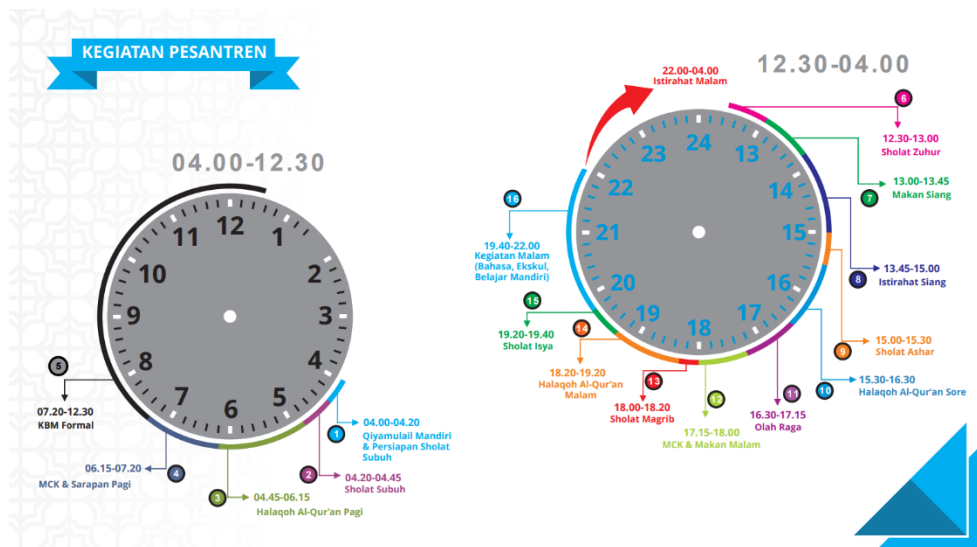 KEGIATAN PESANTREN
04.00-12.30
12
1
2
3
4
5
6
7
8
9
10
11
1
04.00-04.20
Qiyamulail Mandiri
& Persiapan Sholat
Subuh
2
04.20-04.45
Sholat Subuh
3
04.45-06.15
Halaqoh Al-Qur'an Pagi
4
06.15-07.20
MCK & Sarapan Pagi
5
07.20-12.30
KBM Formal
12.30-04.00
24
13
14
15
16
17
18
19
20
21
22
23
6
12.30-13.00
Sholat Zuhur
7
13.00-13.45
Makan Siang
8
13.45-15.00
Istirahat Siang
9
15.00-15.30
Sholat Ashar
10
15.30-16.30
Halaqoh Al-Qur'an Sore
11
16.30-17.15
Olah Raga
12
17.15-18.00
MCK & Makan Malam
13
18.00-18.20
Sholat Magrib
14
18.20-19.20
Halaqoh Al-Qur'an
Malam
15
19.20-19.40
Sholat Isya
16
19.40-22.00
Kegiatan Malam
(Bahasa, Ekskul,
Belajar Mandiri)
22.00-04.00
Istirahat Malam